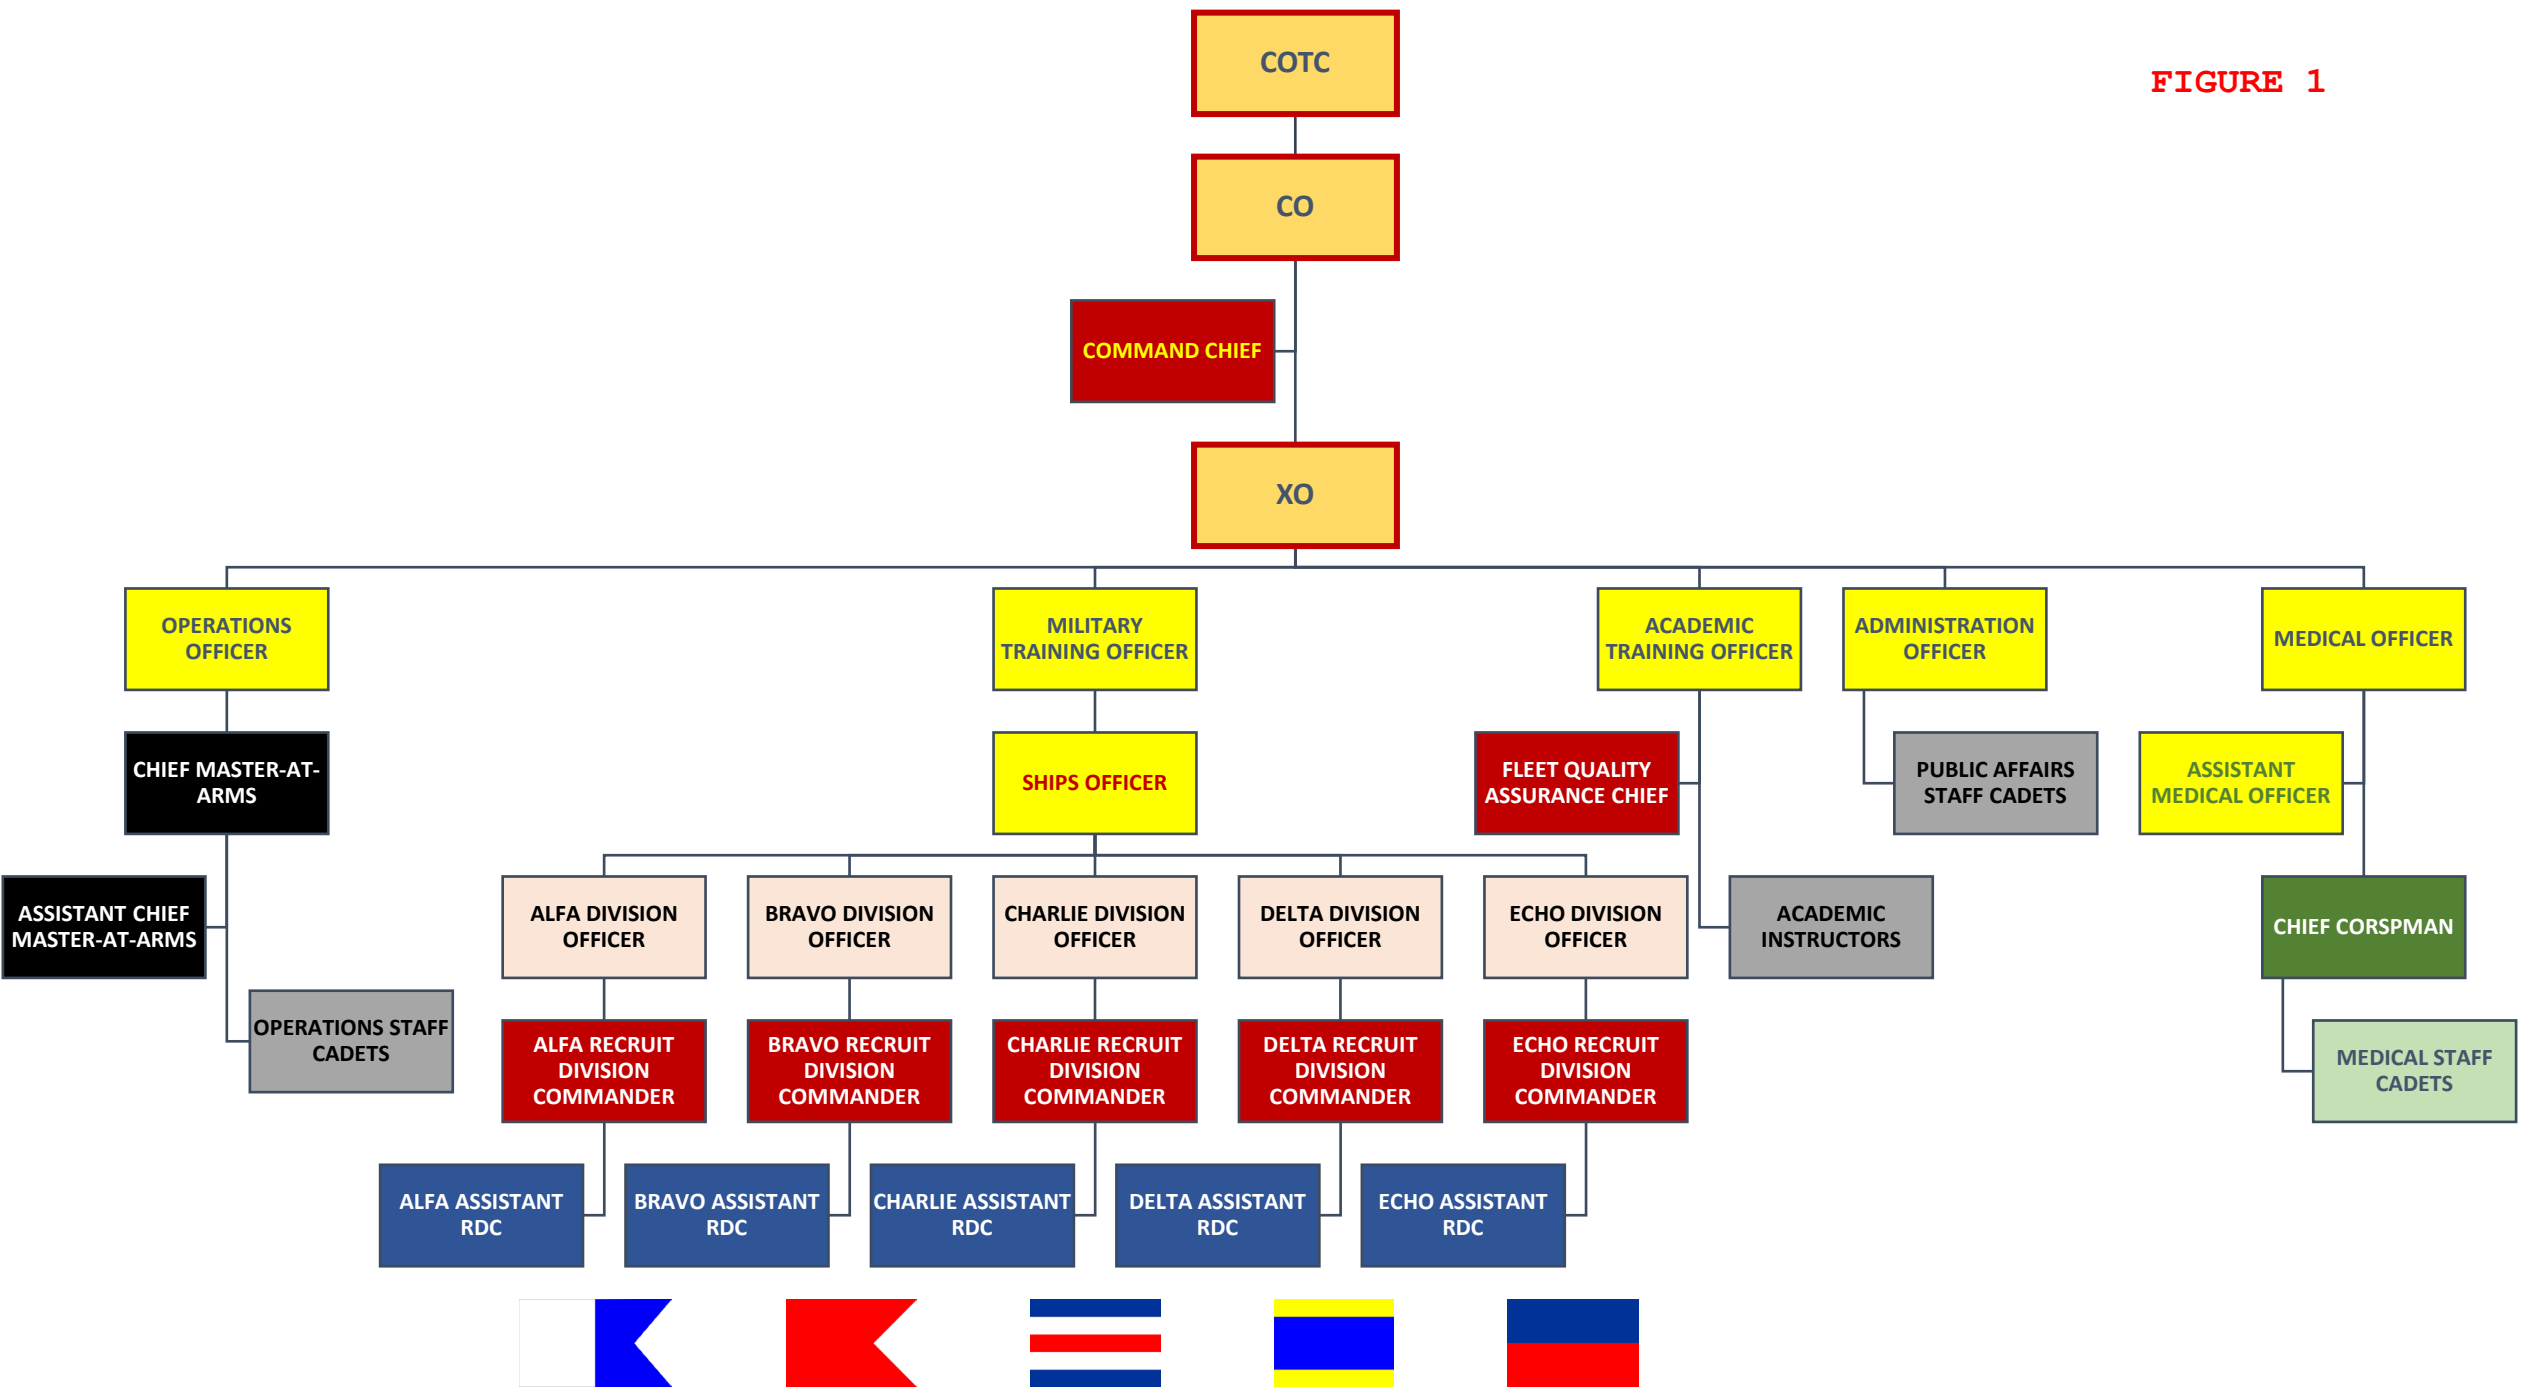 COTC
FIGURE 1
CO
COMMAND CHIEF
XO
OPERATIONS
OFFICER
MILITARY
TRAINING OFFICER
ACADEMIC
TRAINING OFFICER
ADMINISTRATION
OFFICER
MEDICAL OFFICER
CHIEF MASTER-AT-
ARMS
SHIPS OFFICER
FLEET QUALITY
ASSURANCE CHIEF
PUBLIC AFFAIRS
STAFF CADETS
ASSISTANT
MEDICAL OFFICER
ASSISTANT CHIEF
MASTER-AT-ARMS
ALFA DIVISION
OFFICER
BRAVO DIVISION
OFFICER
CHARLIE DIVISION
OFFICER
DELTA DIVISION
OFFICER
ECHO DIVISION
OFFICER
ACADEMIC
INSTRUCTORS
CHIEF CORSPMAN
OPERATIONS STAFF
CADETS
ALFA RECRUIT
DIVISION
COMMANDER
BRAVO RECRUIT
DIVISION
COMMANDER
CHARLIE RECRUIT
DIVISION
COMMANDER
DELTA RECRUIT
DIVISION
COMMANDER
ECHO RECRUIT
DIVISION
COMMANDER
MEDICAL STAFF
CADETS
ALFA ASSISTANT
RDC
BRAVO ASSISTANT
RDC
CHARLIE ASSISTANT
RDC
DELTA ASSISTANT
RDC
ECHO ASSISTANT
RDC